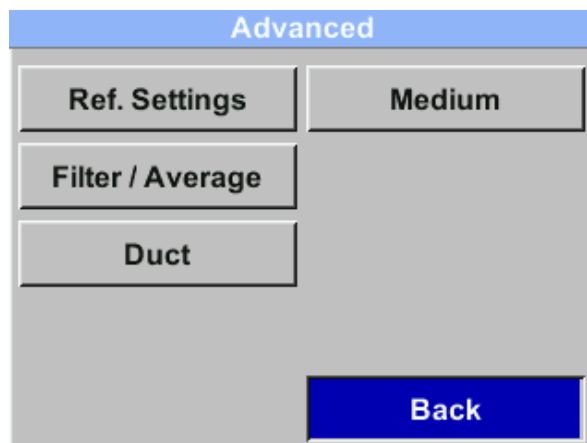 Advanced
Ref. Settings
Medium
Filter / Average
Duct
Back